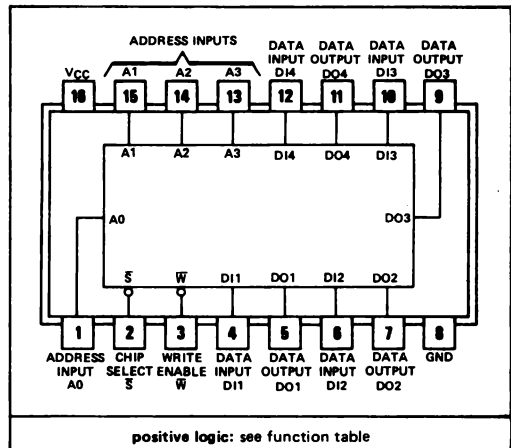 ADDRESS INPUTS
DATA INPUT DI4
DATA OUTPUT DO4
DATA INPUT DI3
DATA OUTPUT DO3
VCC A1 A2 A3
16 15 14 13 12 11 10 9
A1 A2 A3 DI4 DO4 DI3
A0 DO3
S̅ W̅ DI1 DO1 DI2 DO2
1 2 3 4 5 6 7 8
ADDRESS INPUT A0
CHIP SELECT S̅
WRITE ENABLE W̅
DATA INPUT DI1
DATA OUTPUT DO1
DATA INPUT DI2
DATA OUTPUT DO2
GND
positive logic: see function table